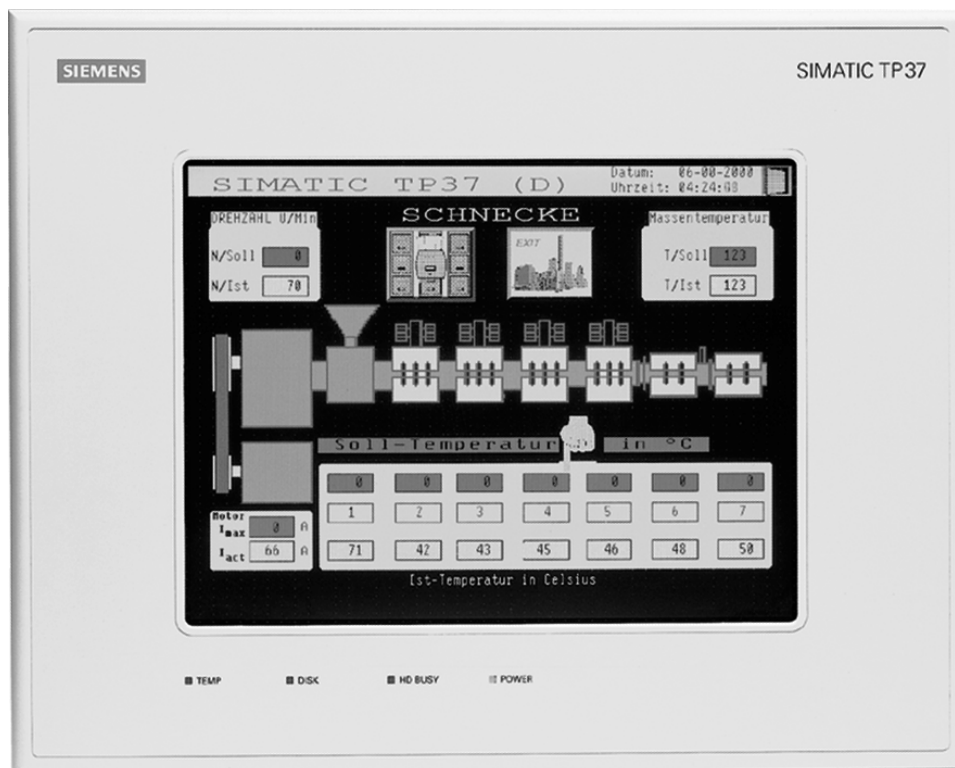 SIEMENS
SIMATIC TP37
SIMATIC TP37 (D)
Datum: 06-00-2000
Uhrzeit: 04:24:08
SCHNECKE
DREHZAHL U/Min
N/Soll 0
N/Ist 70
EXIT
Massentemperatur
T/Soll 123
T/Ist 123
Soll-Temperatur in °C
0 0 0 0 0 0 0
1 2 3 4 5 6 7
71 42 43 45 46 48 50
Motor
Imax 0 A
Iact 66 A
Ist-Temperatur in Celsius
TEMP DISK HD BUSY POWER